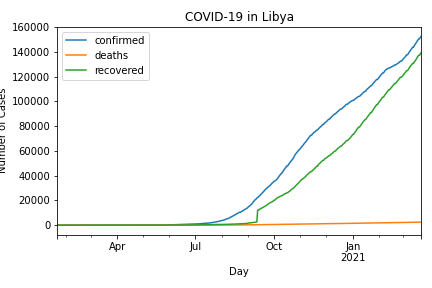 COVID-19 in Libya
confirmed
deaths
recovered
160000
140000
120000
100000
80000
60000
40000
20000
0
Number of Cases
Apr
Jul
Oct
Jan
2021
Day